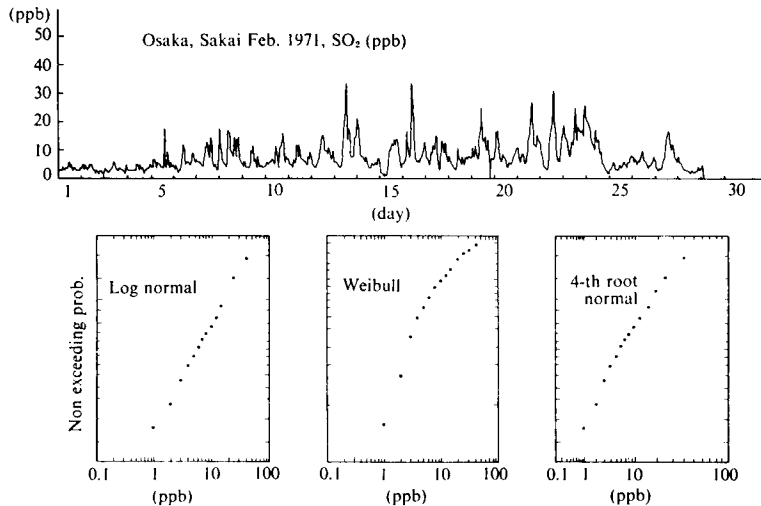 (ppb)
Osaka, Sakai Feb. 1971, SO₂ (ppb)
50
40
30
20
10
0
1 5 10 15 20 25 30
(day)
Non exceeding prob.
Log normal
0.1 1 10 100
(ppb)
Weibull
0.1 1 10 100
(ppb)
4-th root
normal
0.1 1 10 100
(ppb)